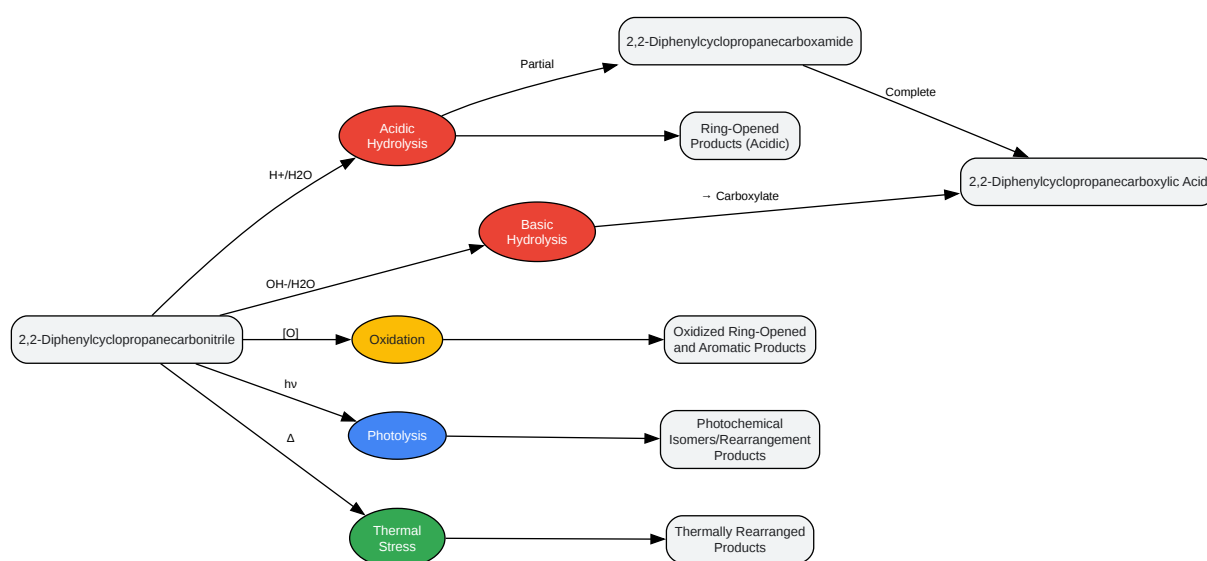 2,2-Diphenylcyclopropanecarboxamide
Partial
Complete
Acidic
Hydrolysis
Ring-Opened
Products (Acidic)
H+/H2O
2,2-Diphenylcyclopropanecarboxylic Acid
→ Carboxylate
Basic
Hydrolysis
OH-/H2O
2,2-Diphenylcyclopropanecarbonitrile
[O]
Oxidation
Oxidized Ring-Opened
and Aromatic Products
hν
Photolysis
Photochemical
Isomers/Rearrangement
Products
Δ
Thermal
Stress
Thermally Rearranged
Products